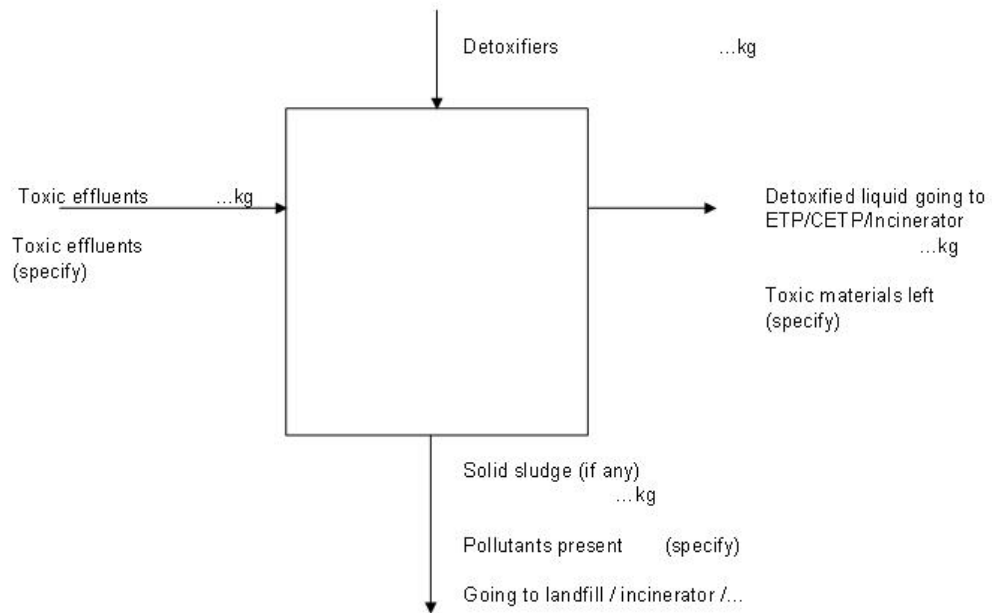 Detoxifiers ...kg
Toxic effluents ...kg
Toxic effluents
(specify)
Detoxified liquid going to
ETP/CETP/Incinerator
...kg
Toxic materials left
(specify)
Solid sludge (if any)
...kg
Pollutants present (specify)
Going to landfill / incinerator /...